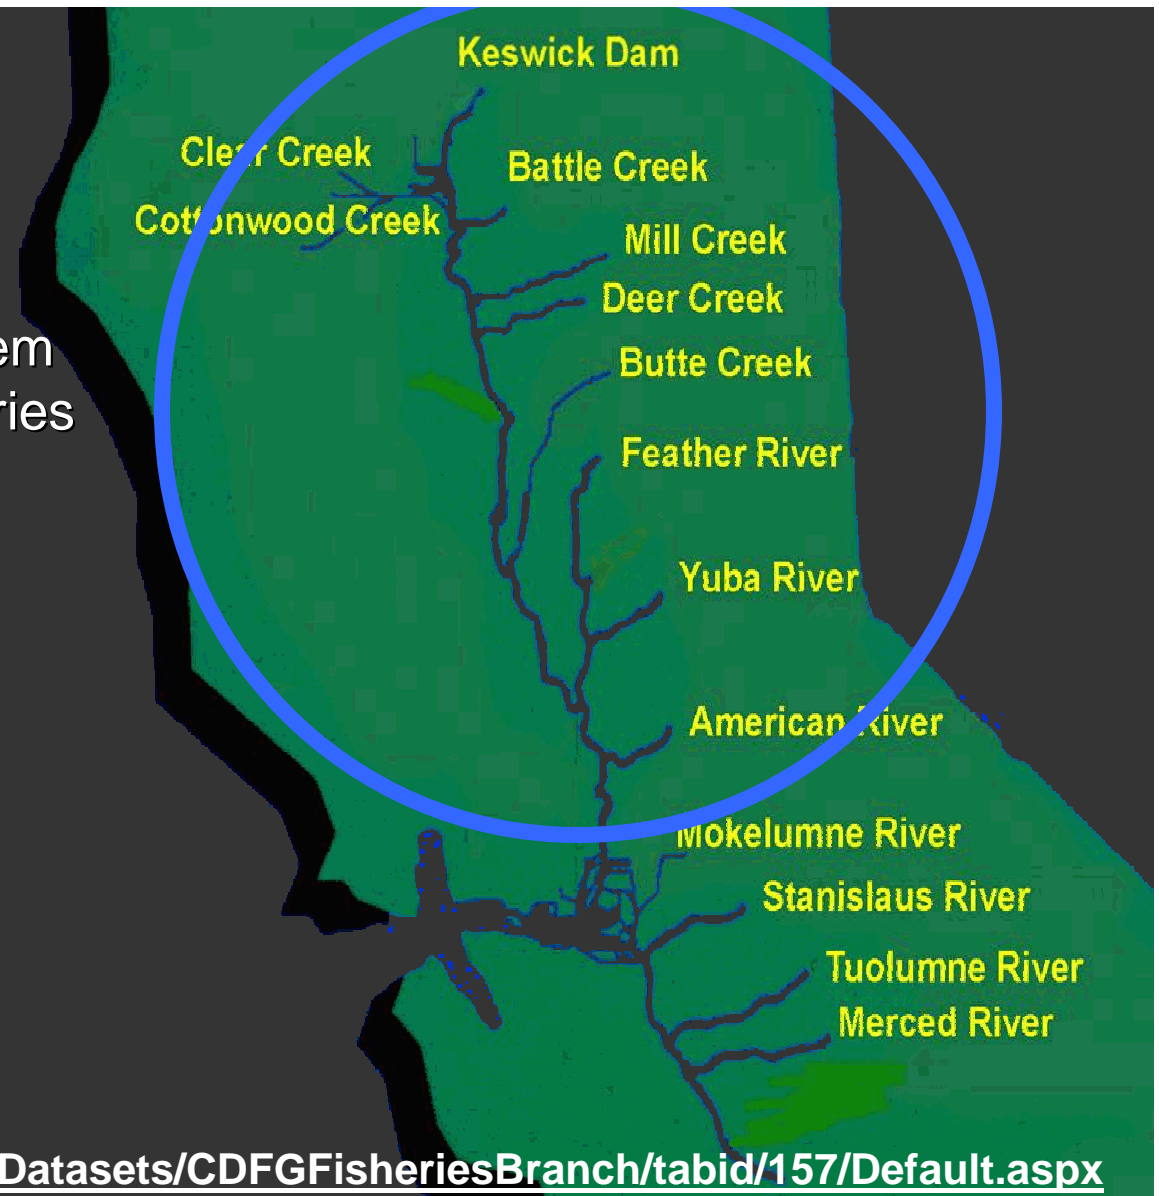 Keswick Dam
Clear Creek
Battle Creek
Cottonwood Creek
Mill Creek
Deer Creek
em
Butte Creek
ries
Feather River
Yuba River
American River
Mokelumne River
Stanislaus River
Tuolumne River
Merced River
Datasets/CDFGFisheriesBranch/tabid/157/Default.aspx